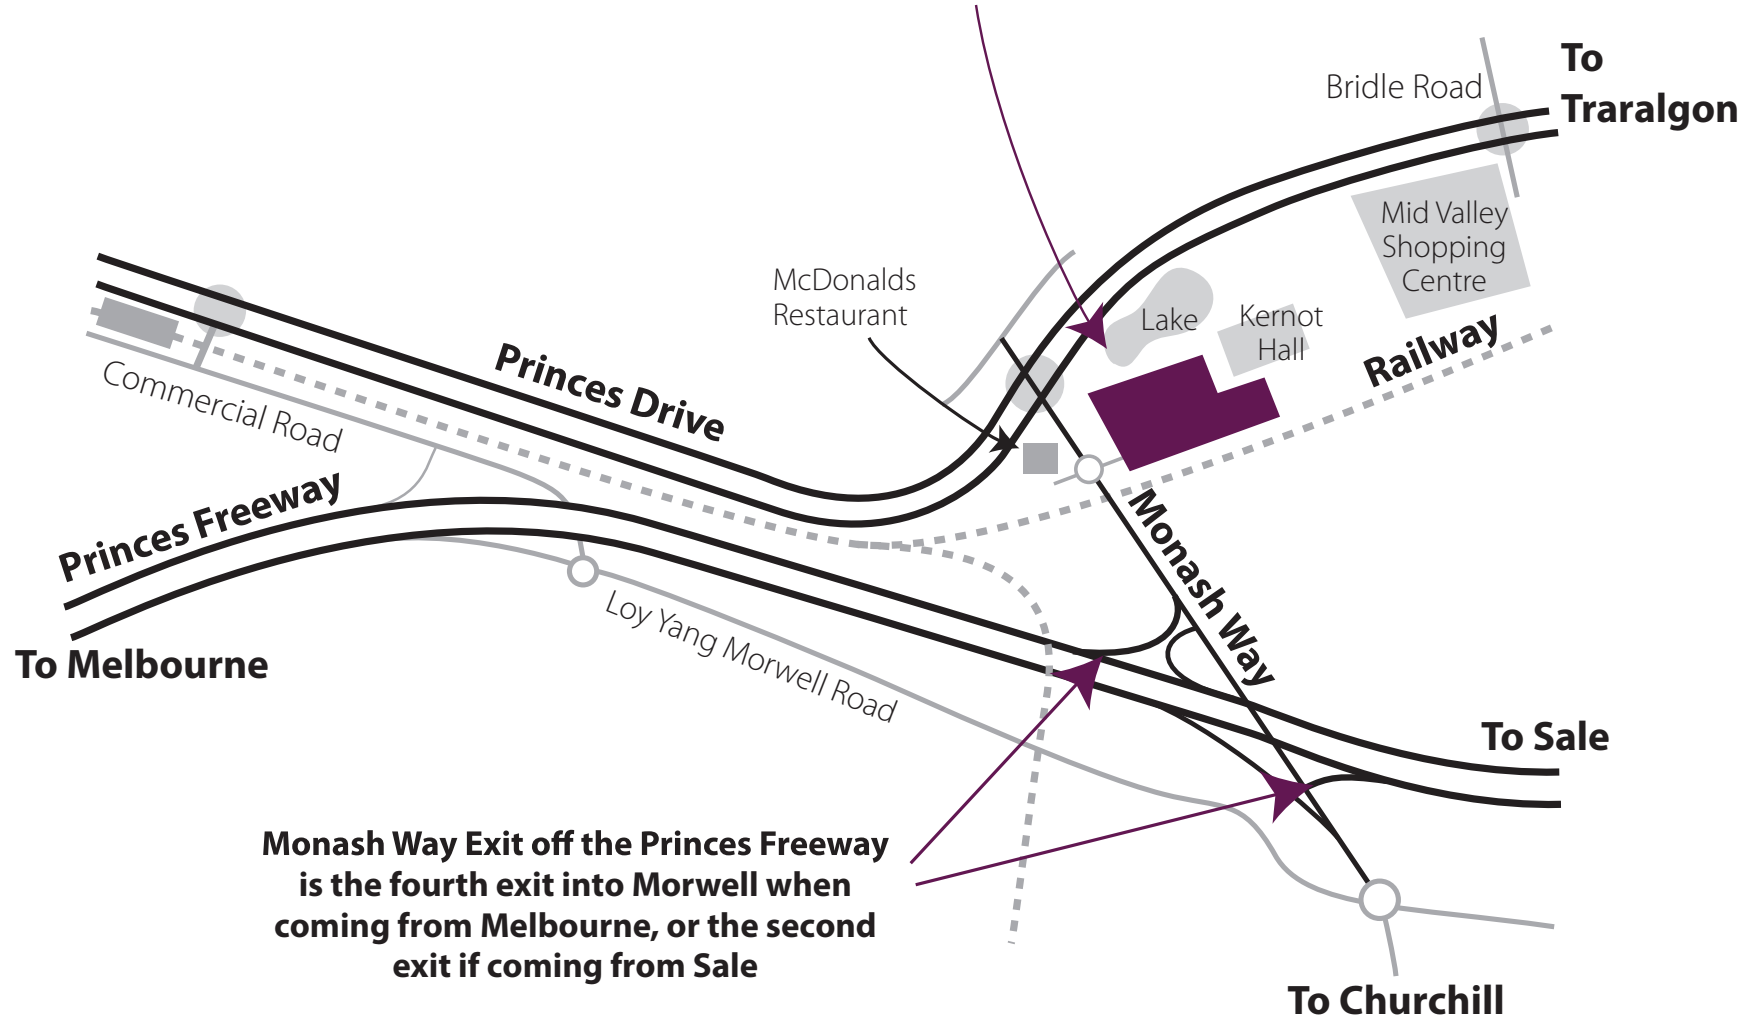 To
Traralgon
Bridle Road
Mid Valley
Shopping
Centre
McDonalds
Restaurant
Lake
Kernot
Hall
Railway
Princes Drive
Commercial Road
Princes Freeway
Monash Way
To Melbourne
Loy Yang Morwell Road
To Sale
Monash Way Exit off the Princes Freeway
is the fourth exit into Morwell when
coming from Melbourne, or the second
exit if coming from Sale
To Churchill